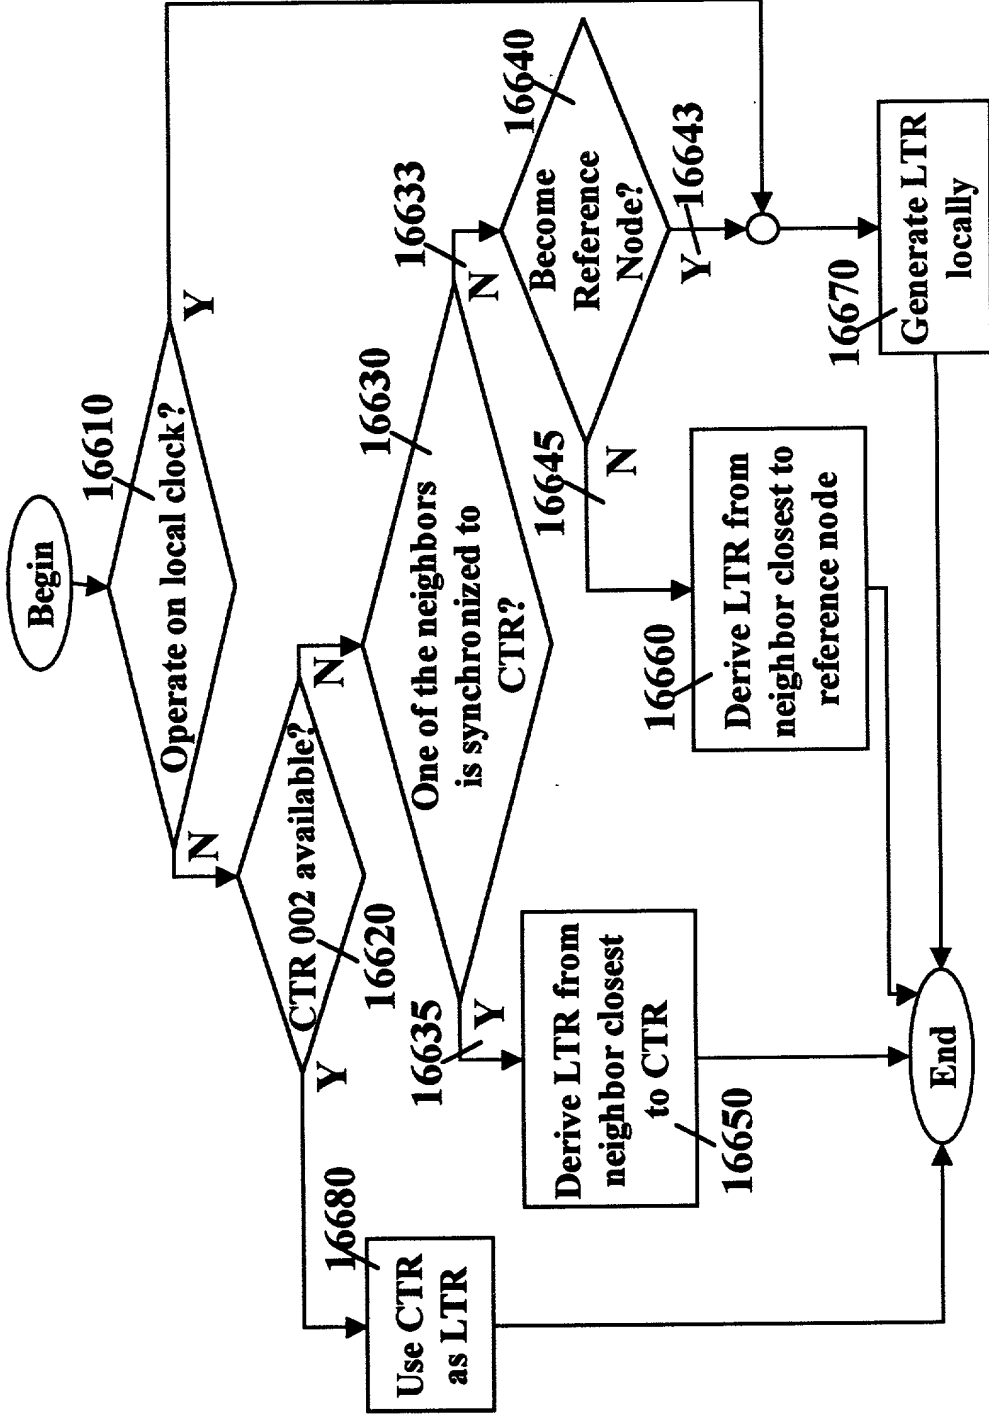 Begin
16610
Operate on local clock?
Y
N
CTR 002 available?
16620
Y
N
16630
One of the neighbors
is synchronized to
CTR?
16633
N
16635
Y
16640
Become
Reference
Node?
16643
Y
16645
N
16680
Use CTR
as LTR
Derive LTR from
neighbor closest
to CTR
16650
16660
Derive LTR from
neighbor closest to
reference node
16670
Generate LTR
locally
End